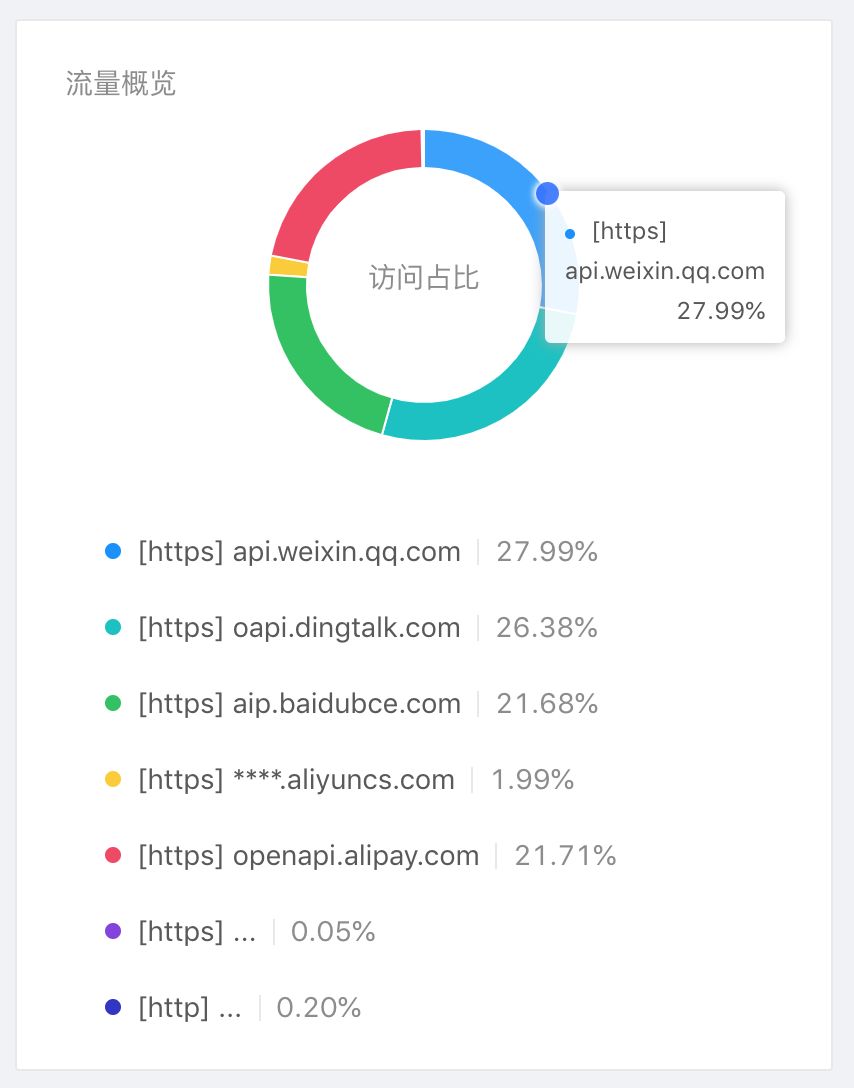 流量概览
访问占比
[https]
api.weixin.qq.com
27.99%
[https] api.weixin.qq.com 27.99%
[https] oapi.dingtalk.com 26.38%
[https] aip.baidubce.com 21.68%
[https] ****.aliyuncs.com 1.99%
[https] openapi.alipay.com 21.71%
[https] ... 0.05%
[http] ... 0.20%